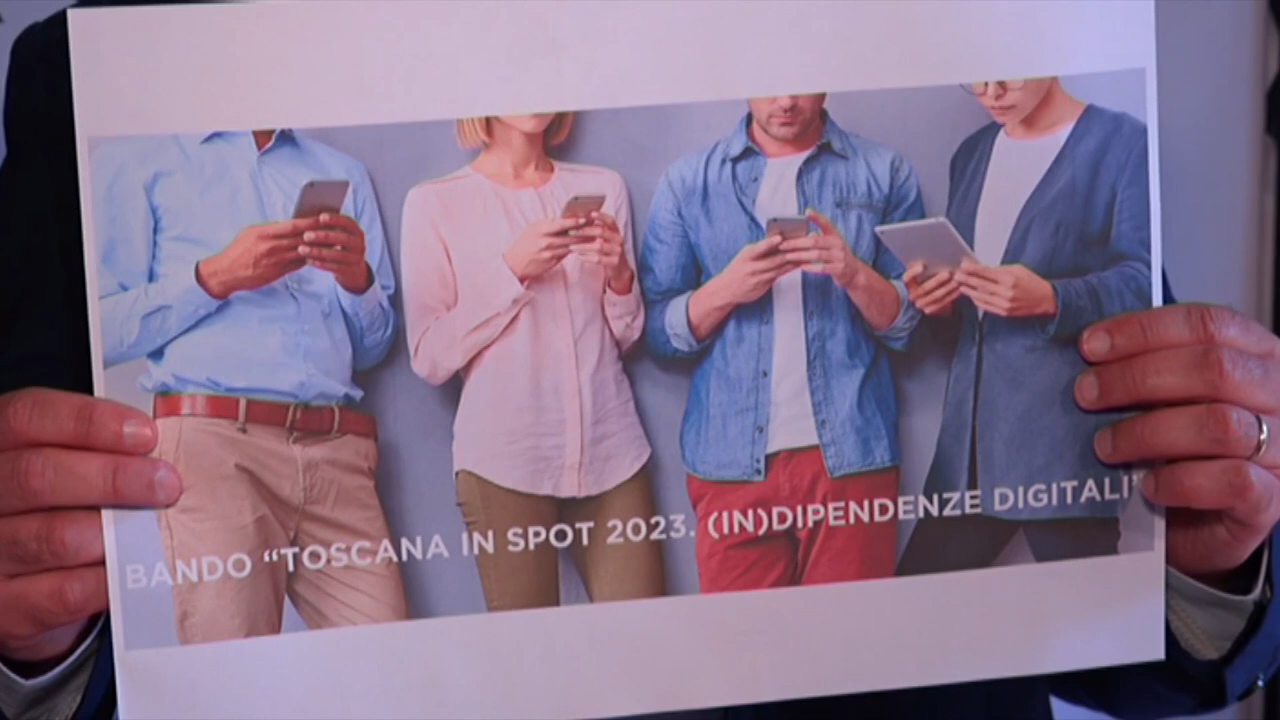 BANDO “TOSCANA IN SPOT 2023. (IN)DIPENDENZE DIGITALI”